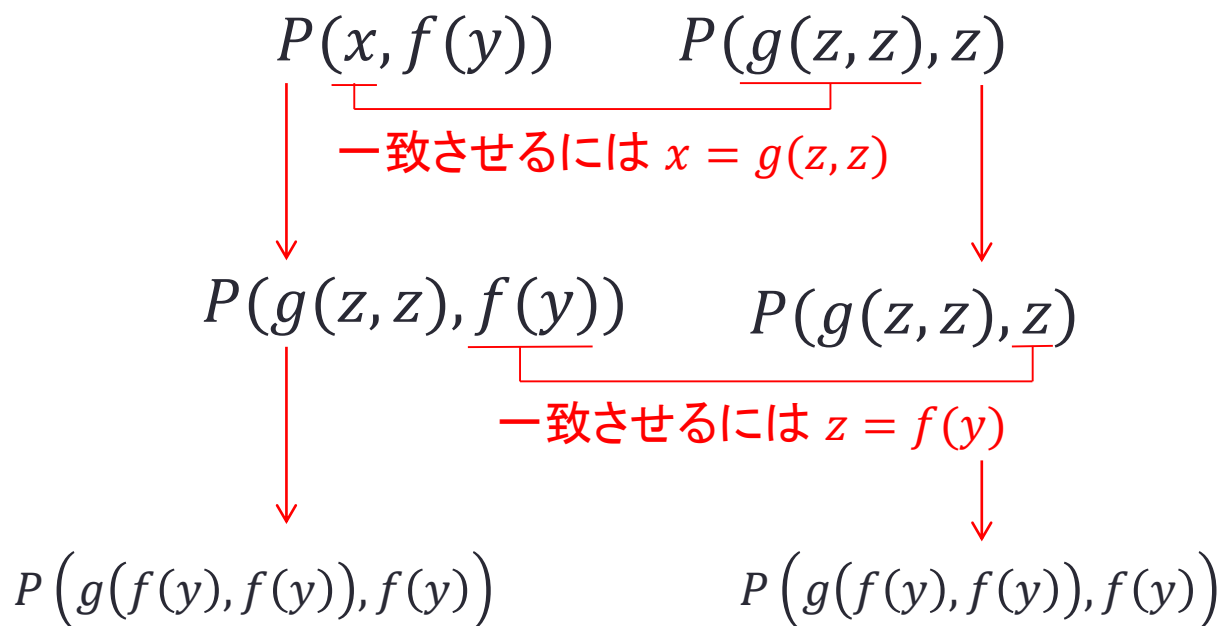 P(x, f(y)) P(g(z, z), z)
一致させるには x = g(z, z)
P(g(z, z), f(y)) P(g(z, z), z)
一致させるには z = f(y)
P(g(f(y), f(y)), f(y)) P(g(f(y), f(y)), f(y))